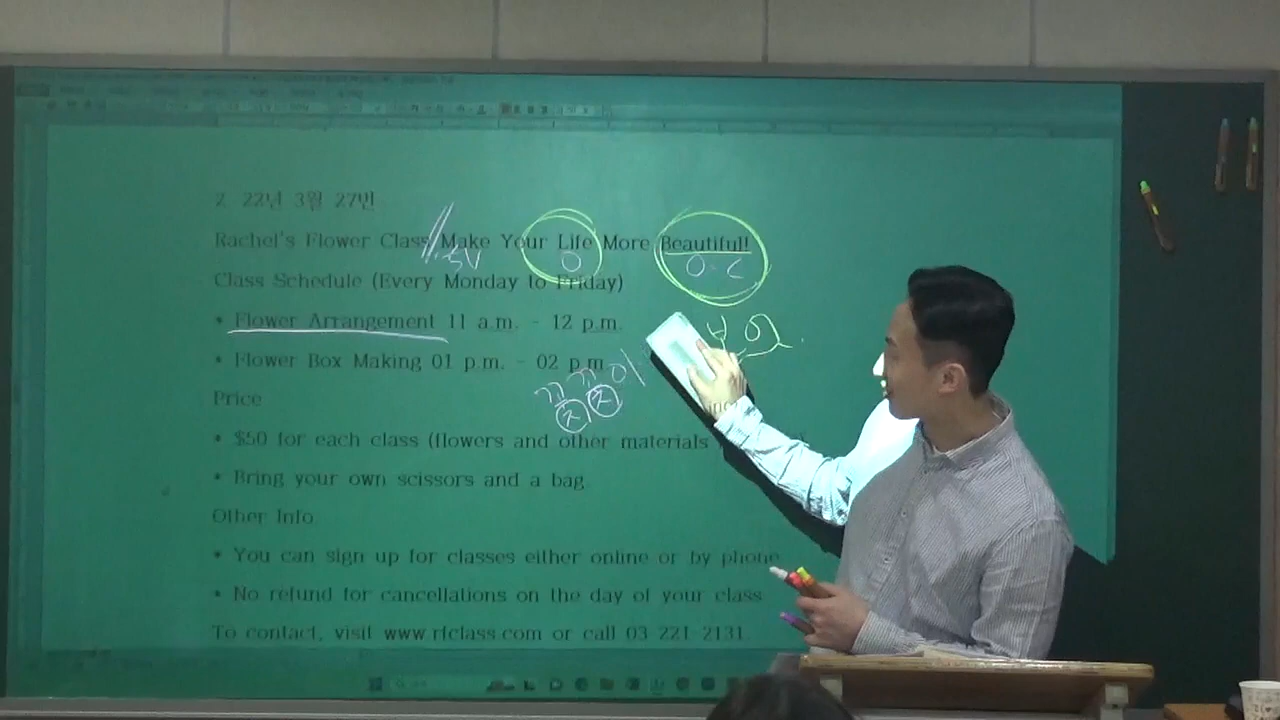 2 22년 3월 27번
Rachel's Flower Class Make Your Life More Beautiful!
SV O O.C
Class Schedule (Every Monday to Friday)
• Flower Arrangement 11 a.m. - 12 p.m.
• Flower Box Making 01 p.m. - 02 p.m.
Price
• $50 for each class (flowers and other materials
• Bring your own scissors and a bag
Other Info.
• You can sign up for classes either online or by phone
• No refund for cancellations on the day of your class
To contact, visit www.rfclass.com or call 03 221 2131.